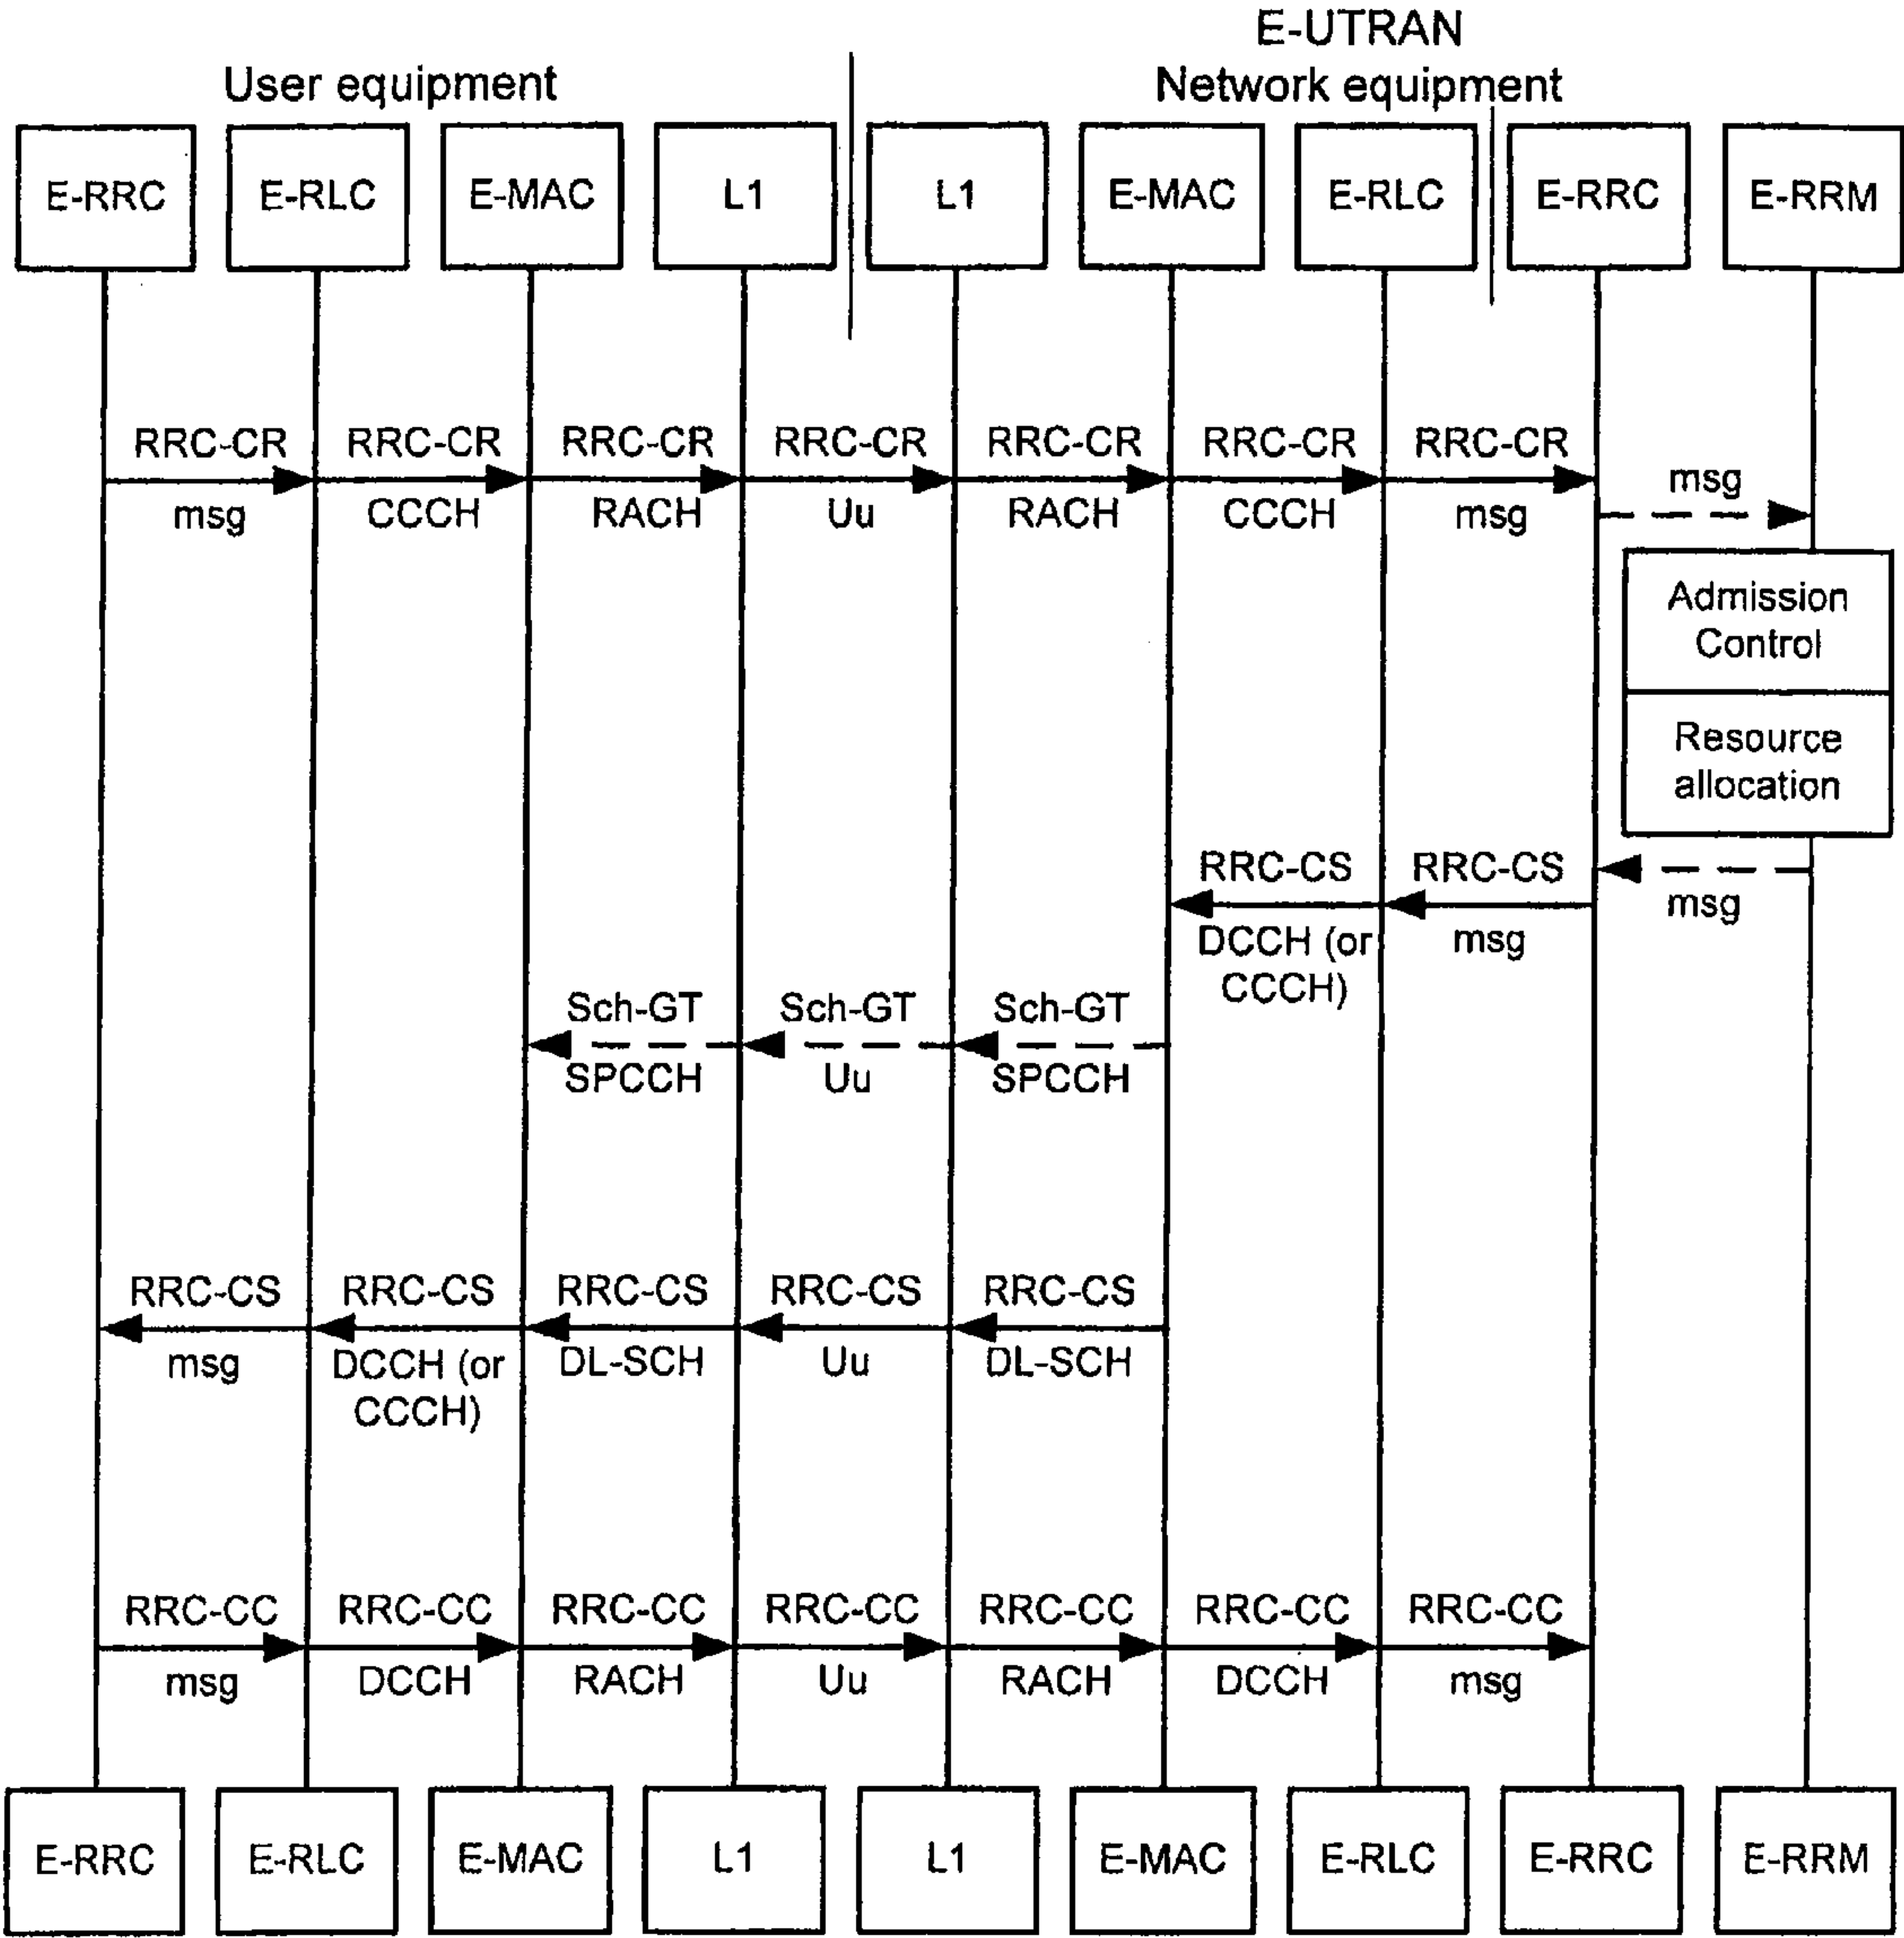 E-UTRAN
User equipment
Network equipment
E-RRC
E-RLC
E-MAC
L1
L1
E-MAC
E-RLC
E-RRC
E-RRM
RRC-CR
RRC-CR
RRC-CR
RRC-CR
RRC-CR
RRC-CR
RRC-CR
msg
msg
CCCH
RACH
Uu
RACH
CCCH
msg
Admission
Control
Resource
allocation
RRC-CS
RRC-CS
msg
DCCH (or
CCCH)
msg
Sch-GT
Sch-GT
Sch-GT
SPCCH
Uu
SPCCH
RRC-CS
RRC-CS
RRC-CS
RRC-CS
RRC-CS
msg
DCCH (or
CCCH)
DL-SCH
Uu
DL-SCH
RRC-CC
RRC-CC
RRC-CC
RRC-CC
RRC-CC
RRC-CC
RRC-CC
msg
DCCH
RACH
Uu
RACH
DCCH
msg
E-RRC
E-RLC
E-MAC
L1
L1
E-MAC
E-RLC
E-RRC
E-RRM